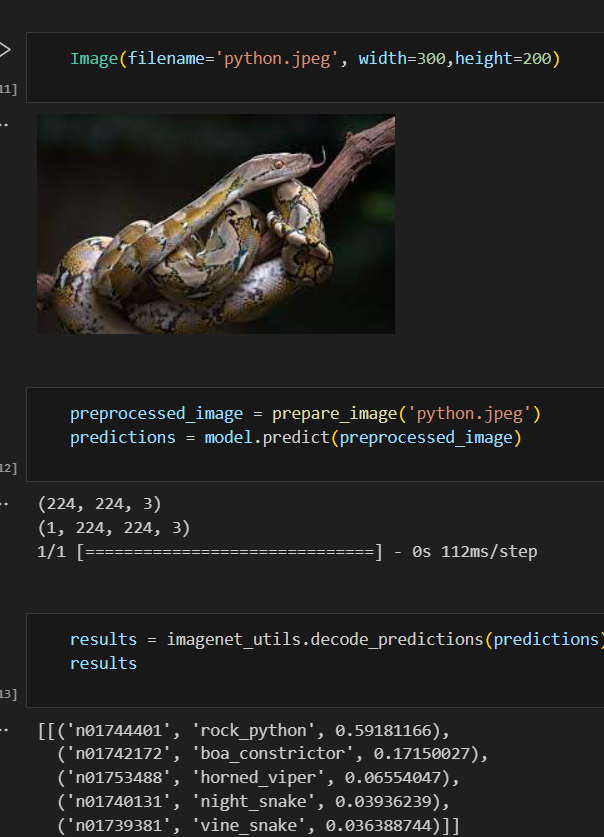 Image(filename='python.jpeg', width=300,height=200)
11]
preprocessed_image = prepare_image('python.jpeg')
predictions = model.predict(preprocessed_image)
12]
(224, 224, 3)
(1, 224, 224, 3)
1/1 [==============================] - 0s 112ms/step
results = imagenet_utils.decode_predictions(predictions)
results
13]
[[('n01744401', 'rock_python', 0.59181166),
('n01742172', 'boa_constrictor', 0.17150027),
('n01753488', 'horned_viper', 0.06554047),
('n01740131', 'night_snake', 0.03936239),
('n01739381', 'vine_snake', 0.036388744)]]